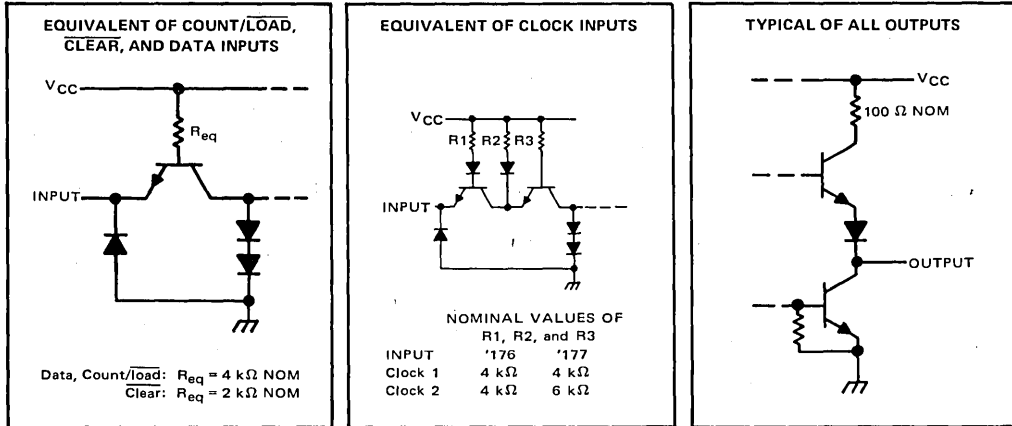 EQUIVALENT OF COUNT/LOAD,
CLEAR, AND DATA INPUTS
VCC
Req
INPUT
Data, Count/load: Req = 4 kΩ NOM
Clear: Req = 2 kΩ NOM
EQUIVALENT OF CLOCK INPUTS
VCC
R1 R2 R3
INPUT
NOMINAL VALUES OF
R1, R2, and R3
INPUT '176 '177
Clock 1 4 kΩ 4 kΩ
Clock 2 4 kΩ 6 kΩ
TYPICAL OF ALL OUTPUTS
VCC
100 Ω NOM
OUTPUT